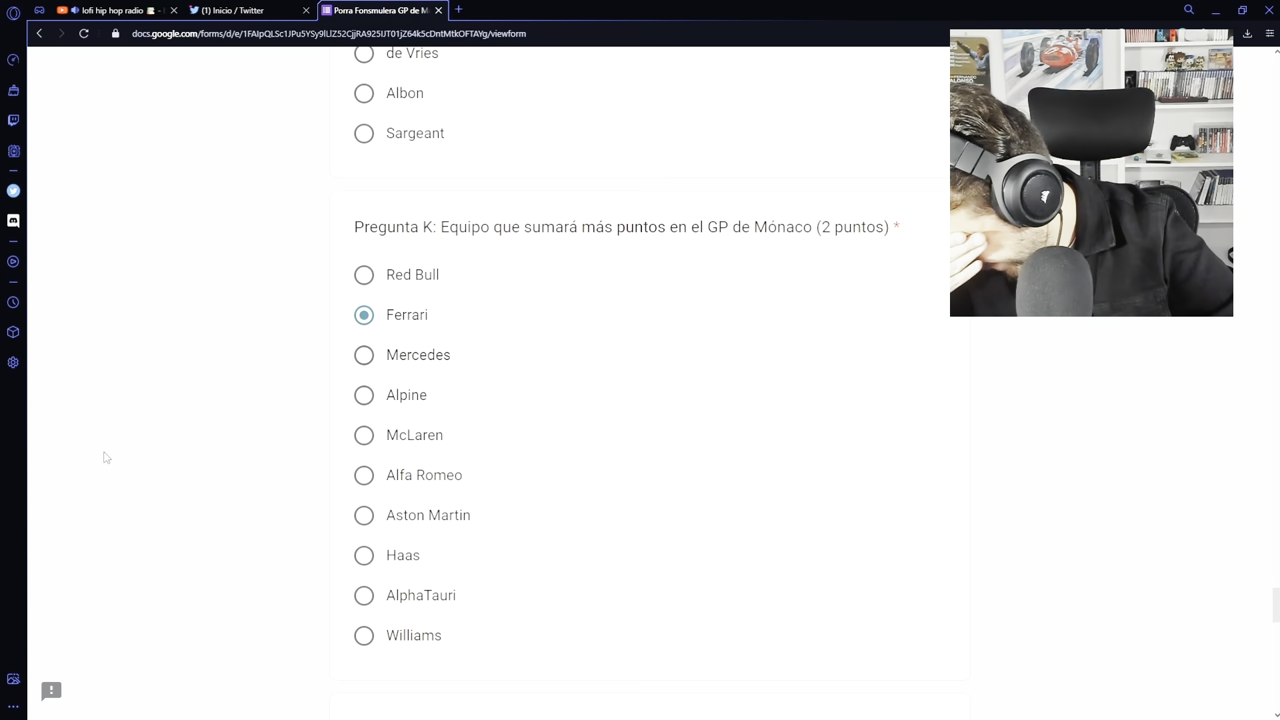 lofi hip hop radio
(1) Inicio / Twitter
Porra Fonsmulera GP de M
docs.google.com/forms/d/e/1FAIpQLSc1JPu5YSy9lLlZ52CjjRA925IJT01jZ64k5cDntMtkOFTAYg/viewform
de Vries
Albon
Sargeant
Pregunta K: Equipo que sumará más puntos en el GP de Mónaco (2 puntos) *
Red Bull
Ferrari
Mercedes
Alpine
McLaren
Alfa Romeo
Aston Martin
Haas
AlphaTauri
Williams